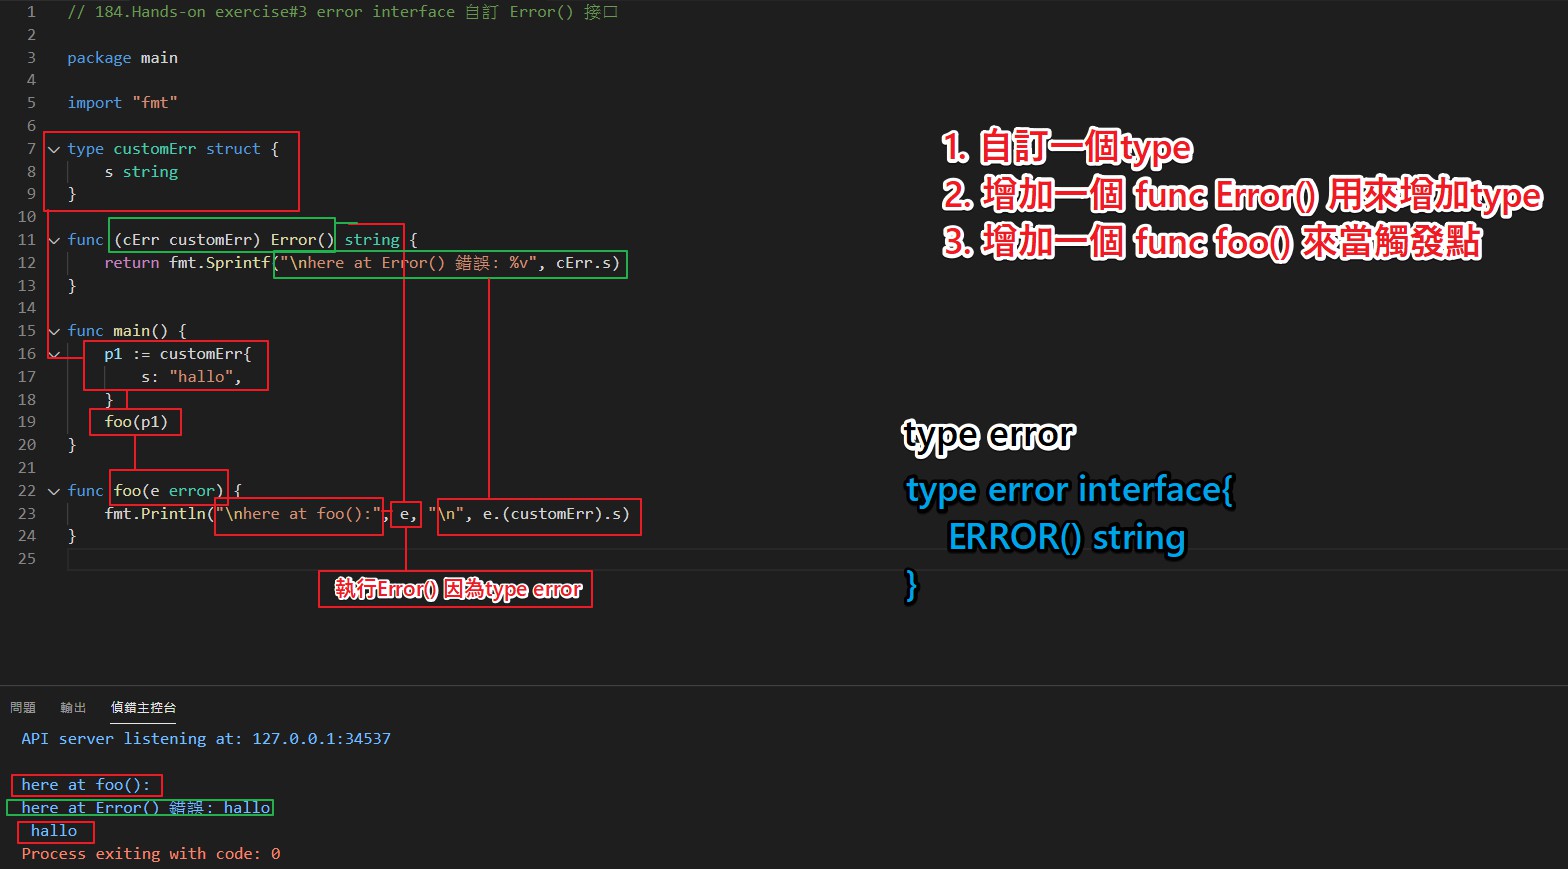 1 // 184.Hands-on exercise#3 error interface 自訂 Error() 接口
2
3 package main
4
5 import "fmt"
6
7 type customErr struct {
8 s string
9 }
10
11 func (cErr customErr) Error() string {
12 return fmt.Sprintf("\nhere at Error() 錯誤: %v", cErr.s)
13 }
14
15 func main() {
16 p1 := customErr{
17 s: "hallo",
18 }
19 foo(p1)
20 }
21
22 func foo(e error) {
23 fmt.Println("\nhere at foo():", e, "\n", e.(customErr).s)
24 }
25
執行Error() 因為type error
1. 自訂一個type
2. 增加一個 func Error() 用來增加type
3. 增加一個 func foo() 來當觸發點
type error
type error interface{
ERROR() string
}
問題 輸出 偵錯主控台
API server listening at: 127.0.0.1:34537
here at foo():
here at Error() 錯誤: hallo
hallo
Process exiting with code: 0